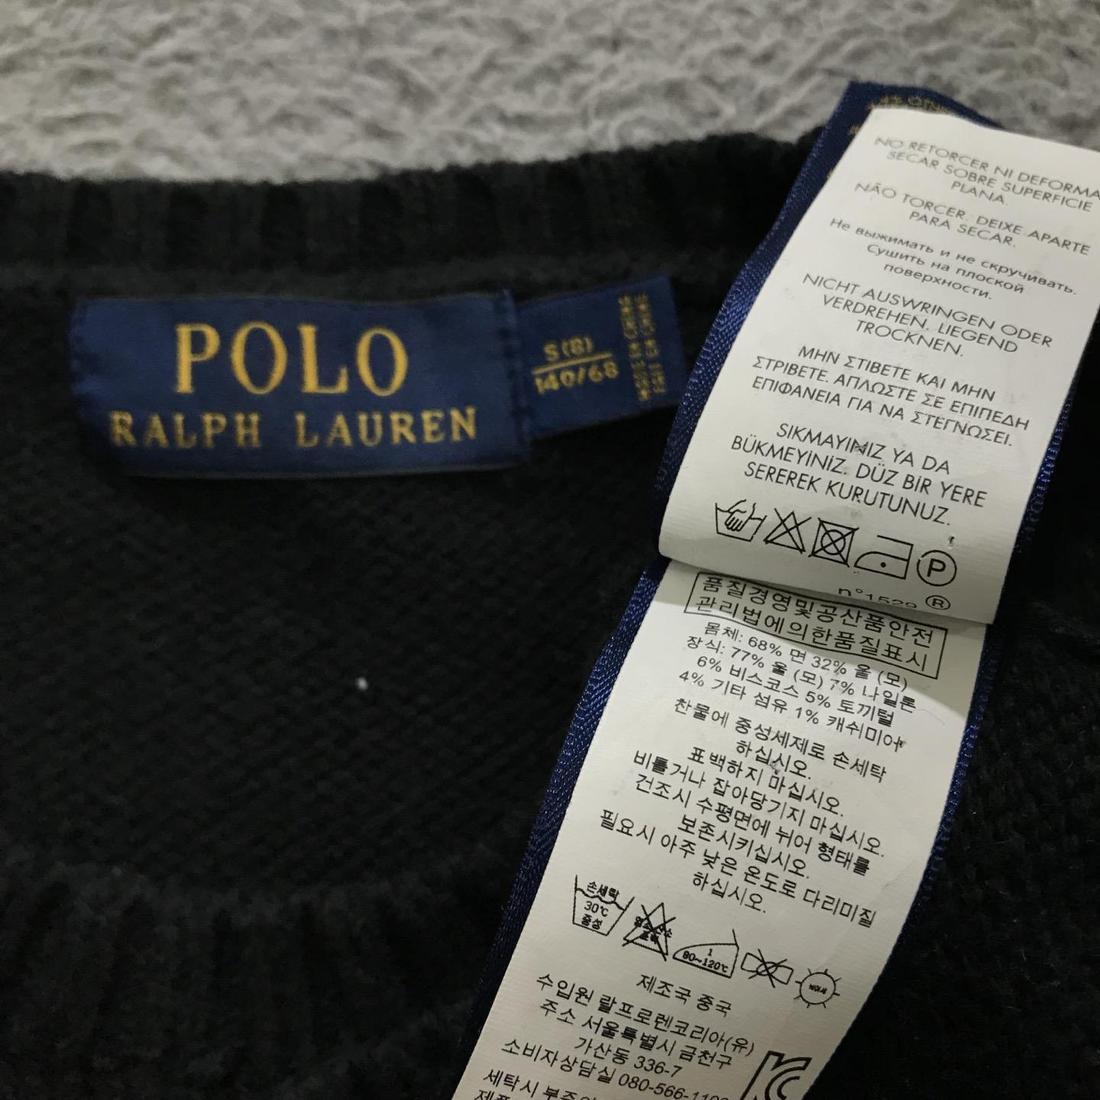 POLO
RALPH LAUREN
S(8)
140/68
NO RETORCER NI DEFORMA
SECAR SOBRE SUPERFICIE
PLANA.
NÃO TORCER. DEIXE APARTE
PARA SECAR.
Не выжимать и не скручивать.
Сушить на плоской
поверхности.
NICHT AUSWRINGEN ODER
VERDREHEN. LIEGEND
TROCKNEN.
ΜΗΝ ΣΤΙΒΕΤΕ ΚΑΙ ΜΗΝ
ΣΤΡΙΒΕΤΕ. ΑΠΛΩΣΤΕ ΣΕ ΕΠΙΠΕΔΗ
ΕΠΙΦΑΝΕΙΑ ΓΙΑ ΝΑ ΣΤΕΓΝΩΣΕΙ.
SIKMAYINIZ YA DA
BÜKMEYINIZ. DÜZ BIR YERE
SEREREK KURUTUNUZ.
P
n°1529 ®
품질경영및공산품안전
관리법에의한품질표시
몸체: 68% 면 32% 울 (모)
장식: 77% 울 (모) 7% 나일론
6% 비스코스 5% 토끼털
4% 기타 섬유 1% 캐쉬미어
찬물에 중성세제로 손세탁
하십시오.
표백하지 마십시오.
비틀거나 잡아당기지 마십시오.
건조시 수평면에 뉘어 형태를
보존시키십시오.
필요시 아주 낮은 온도로 다리미질
하십시오.
손세탁
30℃
중성
1
80~120℃
제조국 중국
수입원 랄프로렌코리아(유)
주소 서울특별시 금천구
가산동 336-7
소비자상담실 080-566-1
세탁시